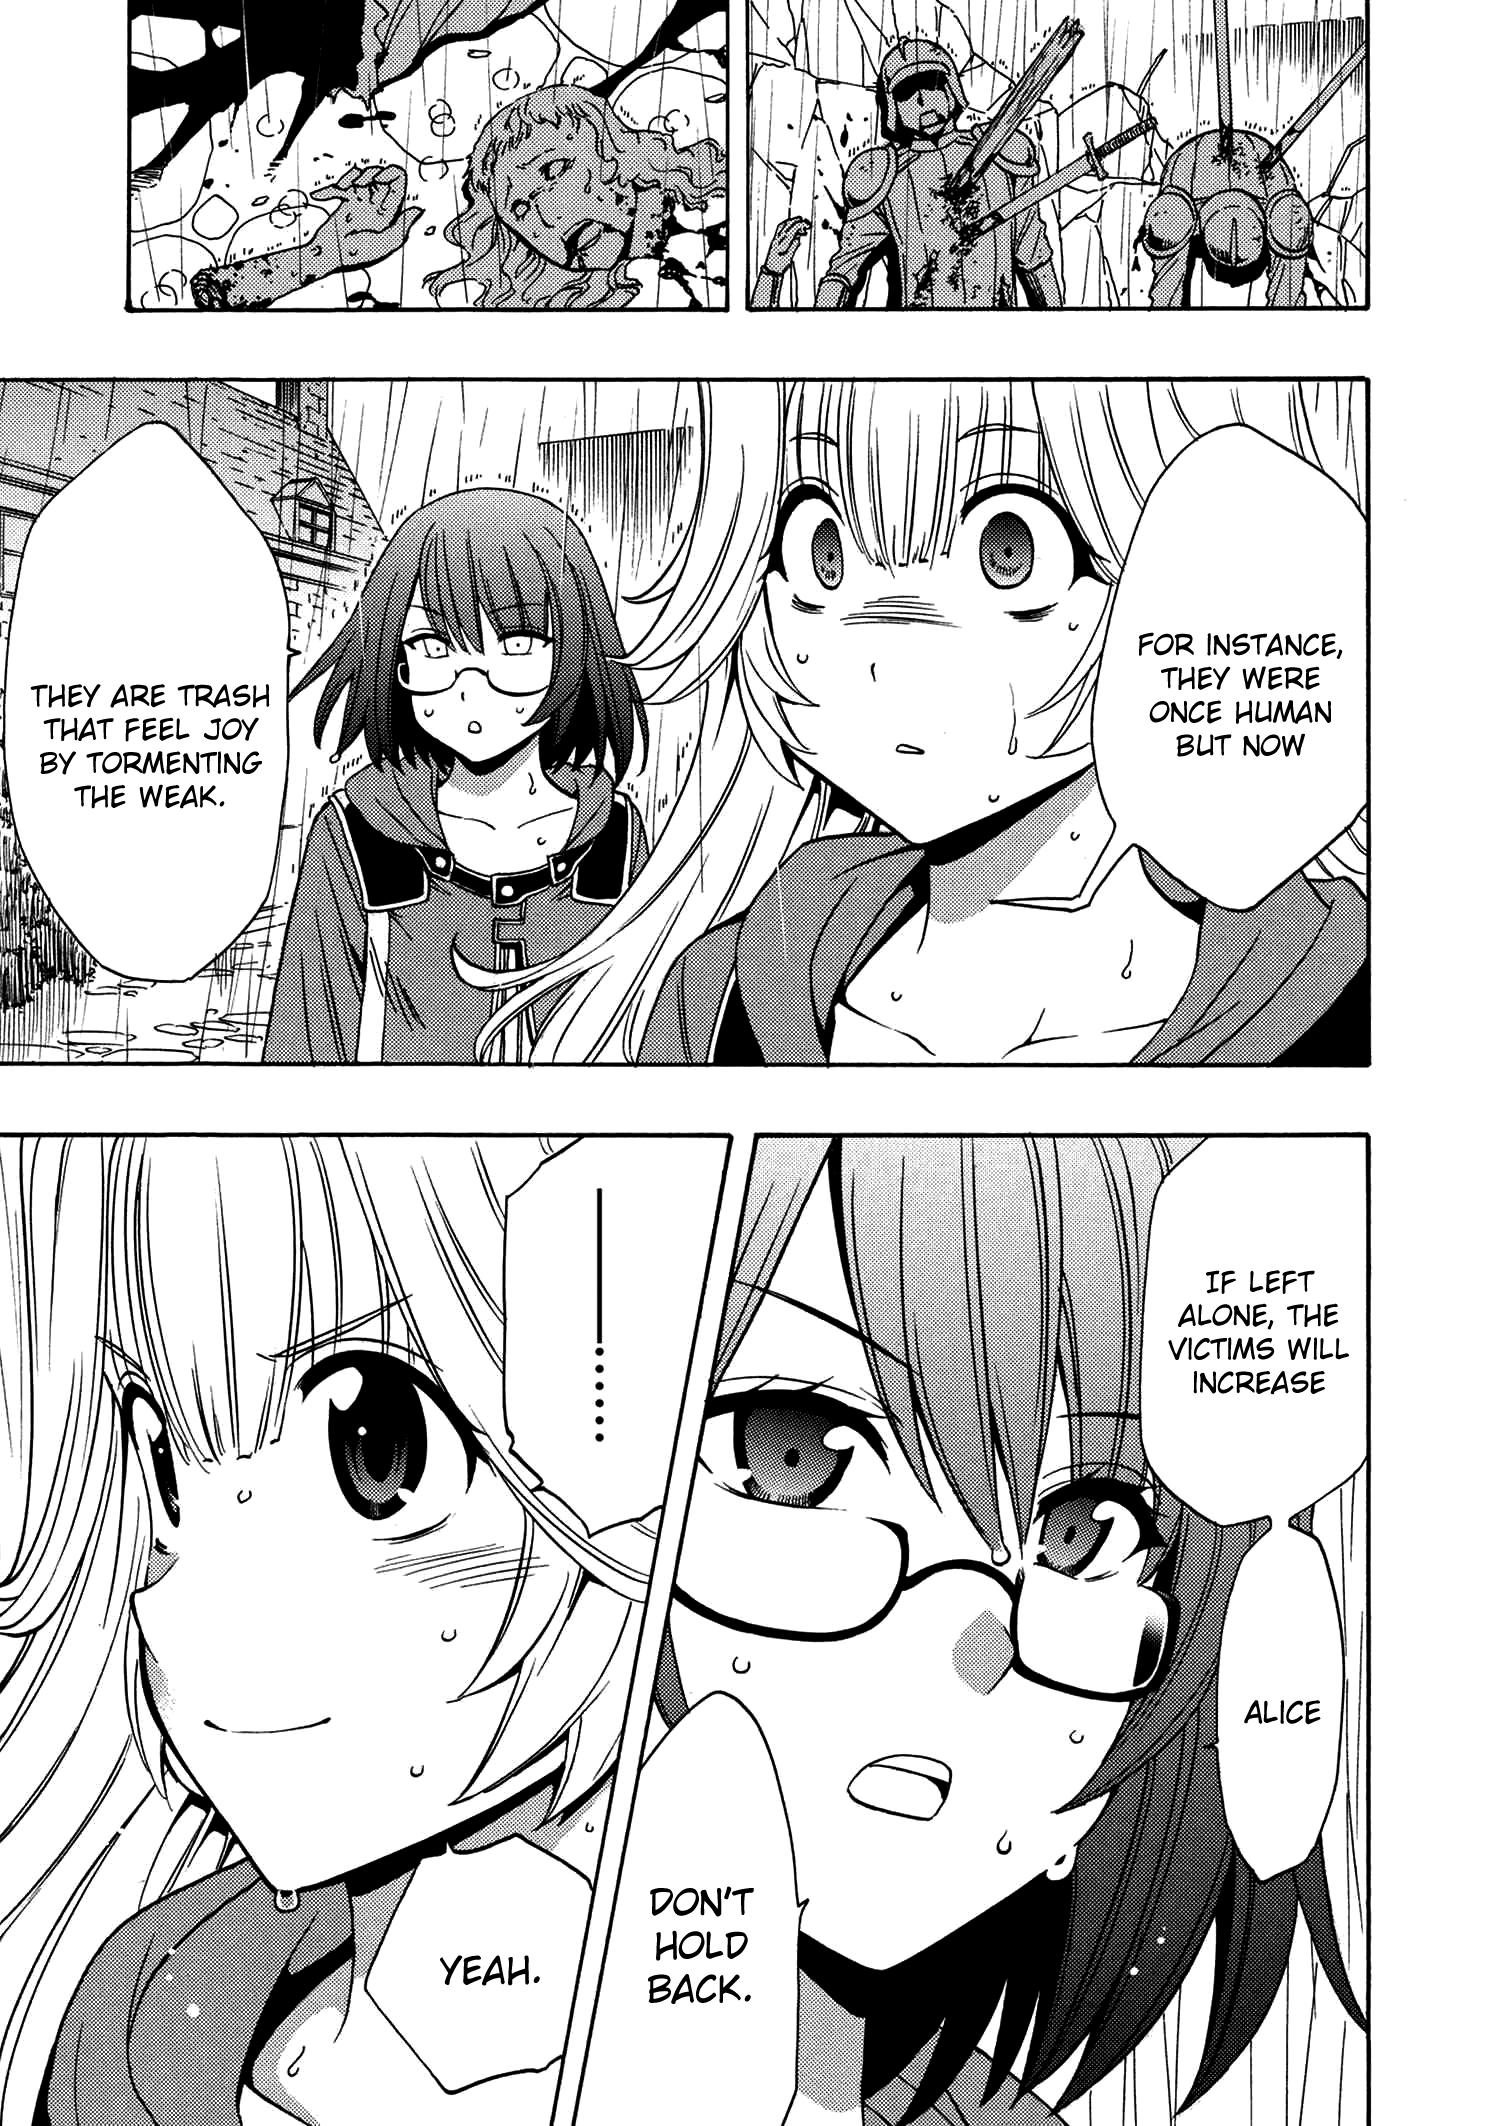 FOR INSTANCE,
THEY WERE
ONCE HUMAN
BUT NOW
THEY ARE TRASH
THAT FEEL JOY
BY TORMENTING
THE WEAK.
IF LEFT
ALONE, THE
VICTIMS WILL
INCREASE
ALICE
DON'T
HOLD
BACK.
—……
YEAH.